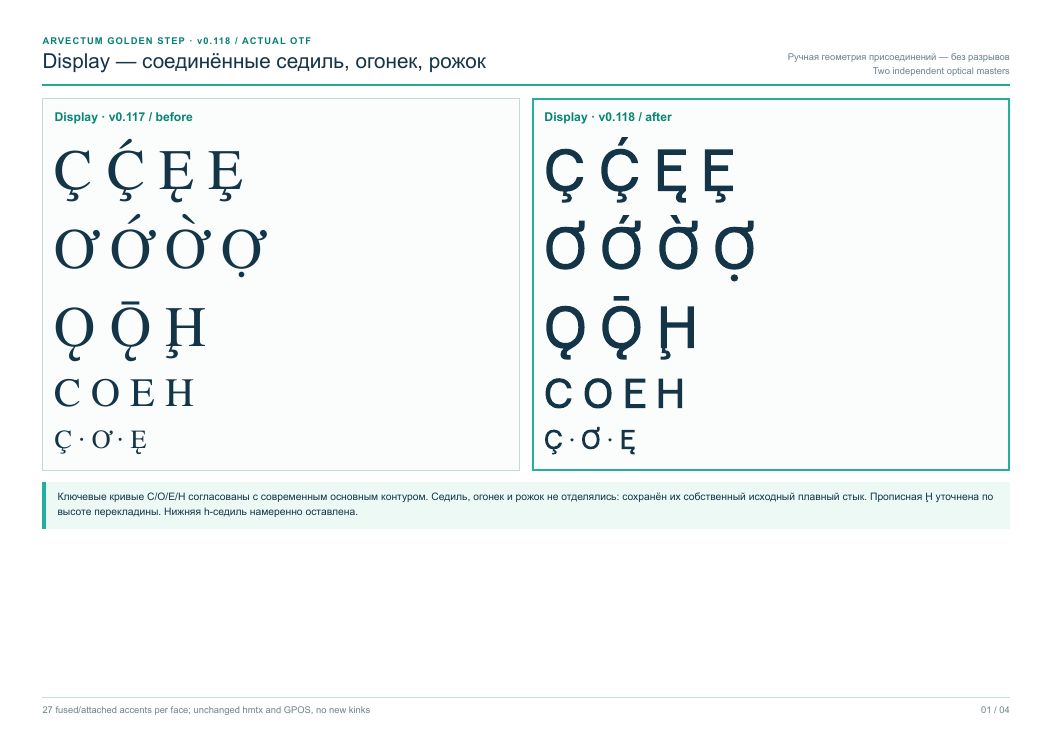 ARVECTUM GOLDEN STEP · v0.118 / ACTUAL OTF
Display — соединённые седиль, огонек, рожок
Ручная геометрия присоединений — без разрывов
Two independent optical masters
Display · v0.117 / before
Ç Ḉ Ę Ȩ
Ơ Ớ Ờ Ợ
Ǫ Ǭ Ḩ
C O E H
Ç · Ơ · Ę
Display · v0.118 / after
Ç Ḉ Ę Ȩ
Ơ Ớ Ờ Ợ
Ǫ Ǭ Ḩ
C O E H
Ç · Ơ · Ę
Ключевые кривые C/O/E/H согласованы с современным основным контуром. Седиль, огонек и рожок не отделялись: сохранён их собственный исходный плавный стык. Прописная Ḩ уточнена по
высоте перекладины. Нижняя h-седиль намеренно оставлена.
27 fused/attached accents per face; unchanged hmtx and GPOS, no new kinks
01 / 04